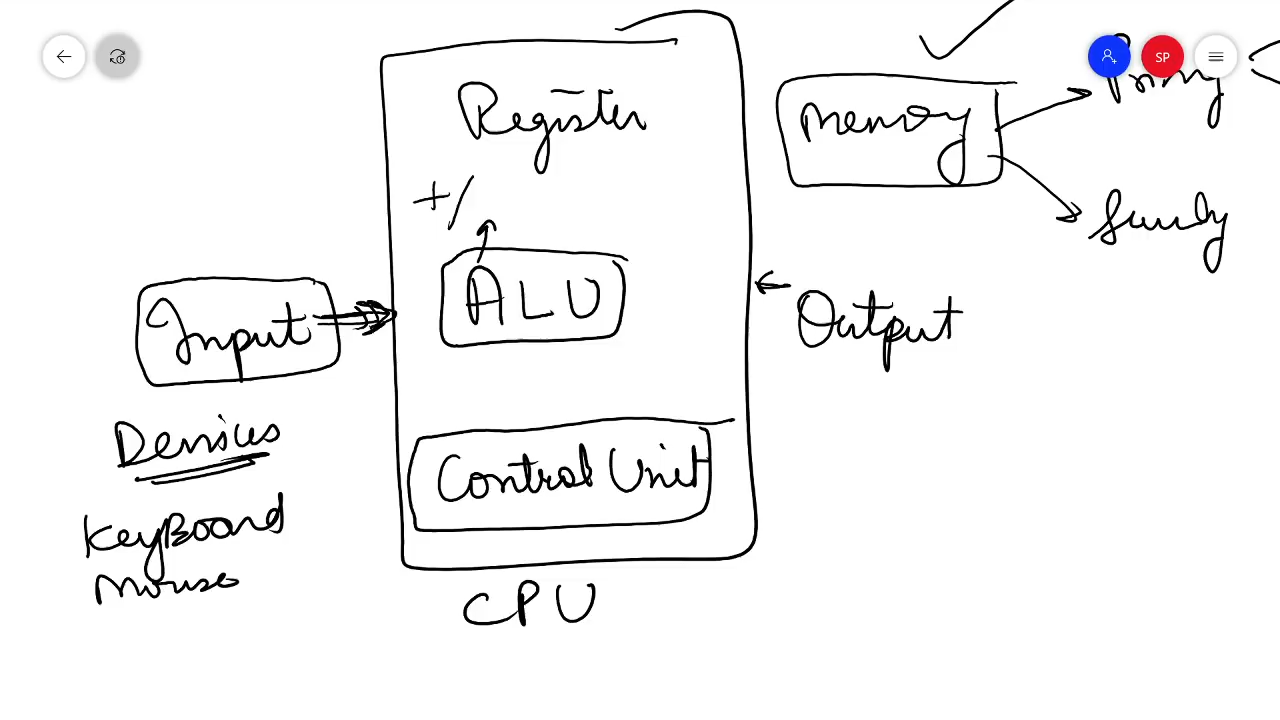 Register
+/
ALU
Control Unit
CPU
Input
Devices
KeyBoard
Mouse
Memory
Output
SP